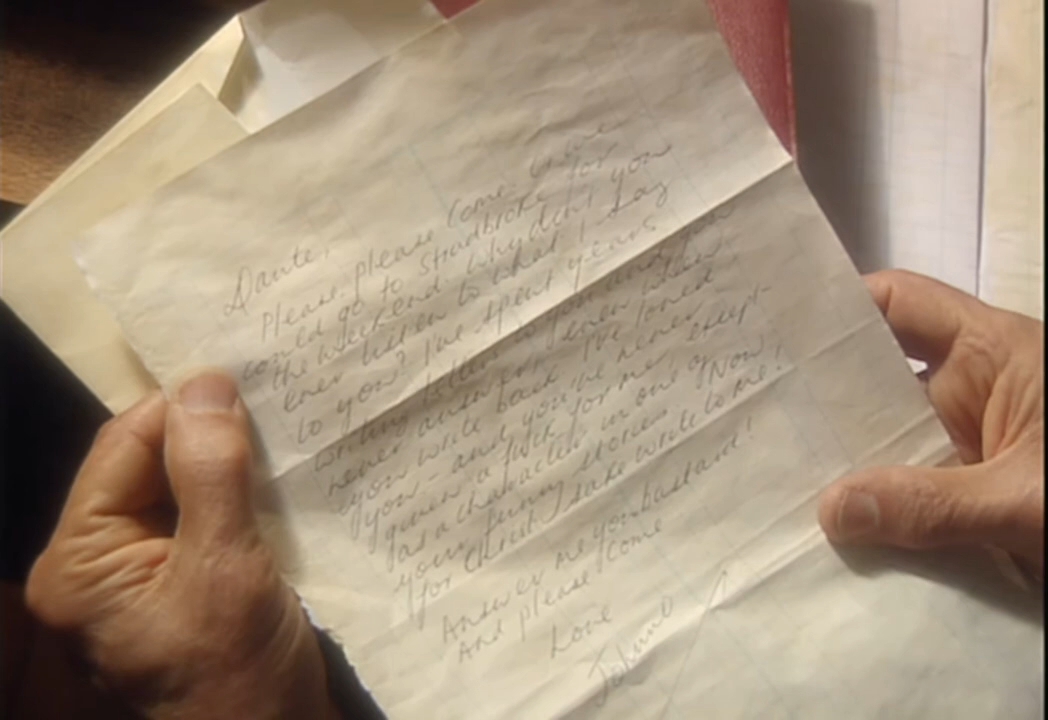 Dante,
please, please come. We
could go to Stradbroke for
the weekend. Why don't you
ever listen to what I say
to you? I've spent years
writing letters to you and you
never answer. Even when
you write back. I've loved
you - and you've never
given a fuck for me, except
as a character in one of
your funny stories. Now
for Christ sake write to me!
Answer me you bastard!
And please come
Love
Johnno